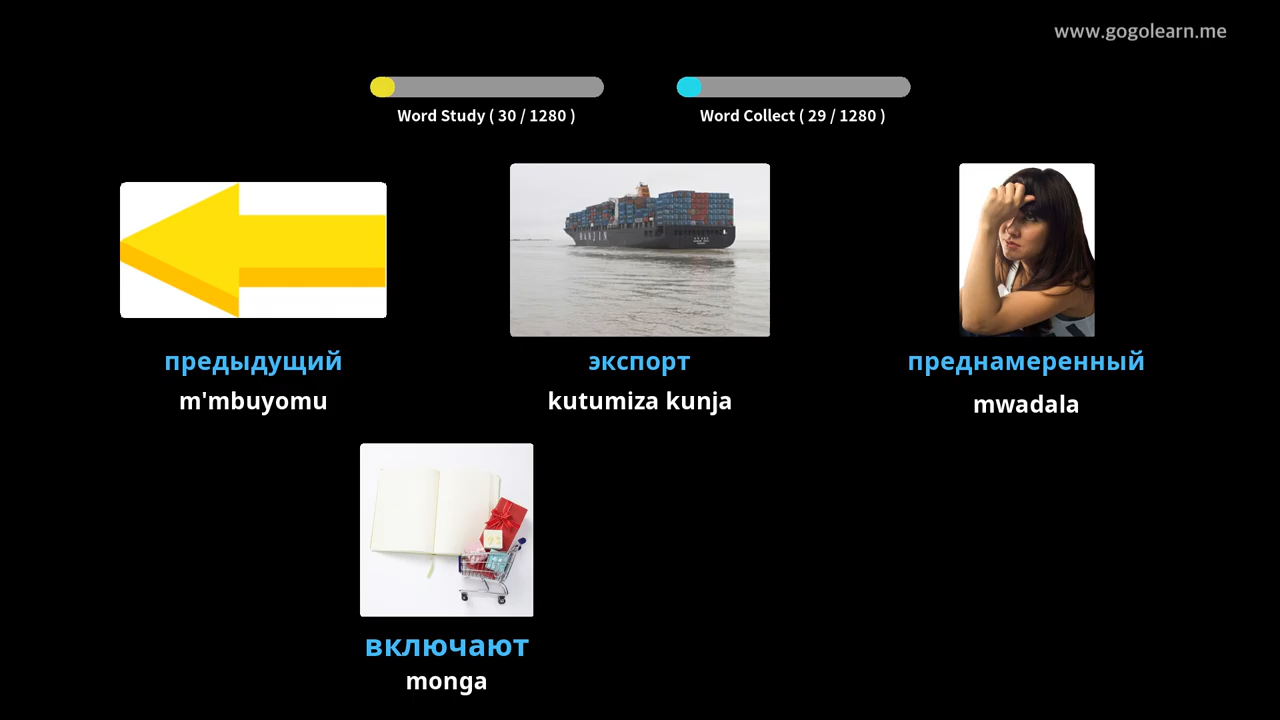 www.gogolearn.me
Word Study ( 30 / 1280 )
Word Collect ( 29 / 1280 )
HANJIN
предыдущий
экспорт
преднамеренный
m'mbuyomu
kutumiza kunja
mwadala
включают
monga